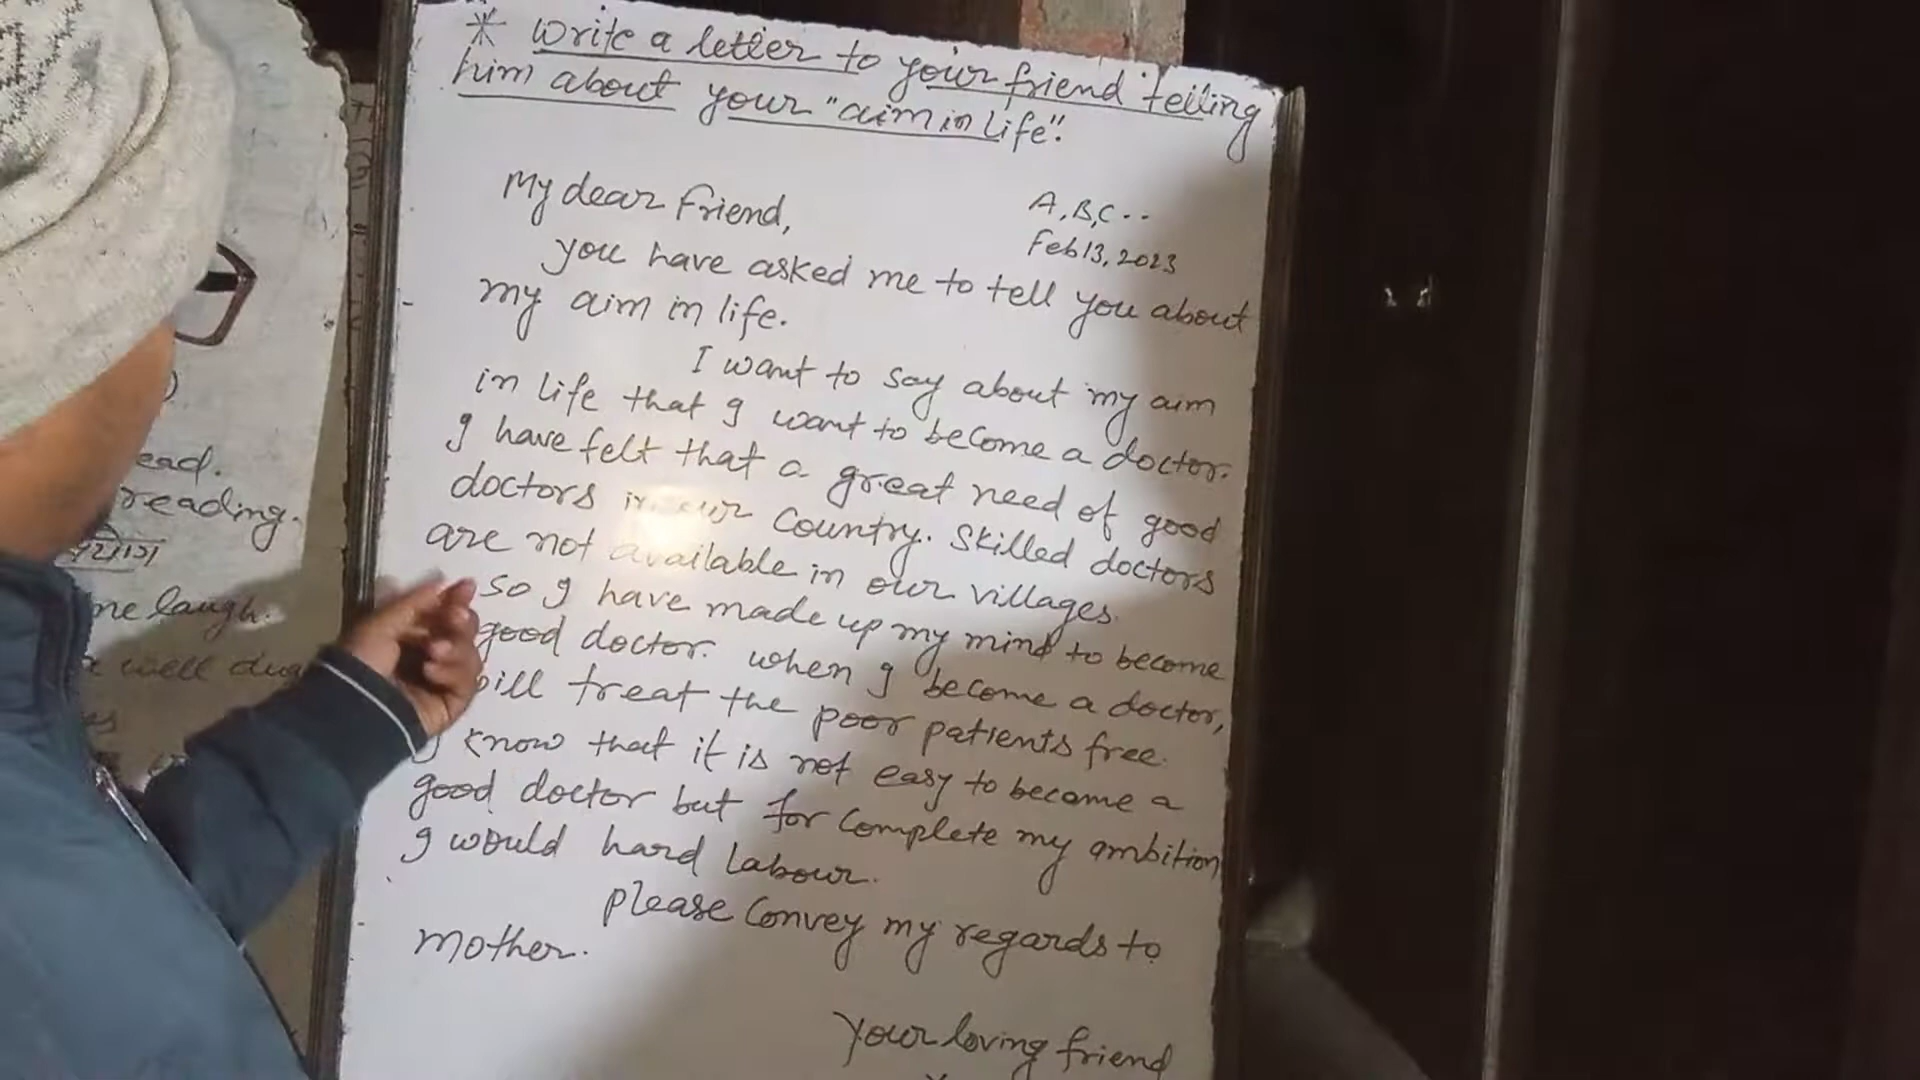 * Write a letter to your friend telling
him about your "aim in life".
A, B, C..
Feb 13, 2023
My dear friend,
you have asked me to tell you about
my aim in life.
I want to say about my aim
in life that I want to become a doctor.
I have felt that a great need of good
doctors in our country. Skilled doctors
are not available in our villages.
so I have made up my mind to become
good doctor. when I become a doctor,
will treat the poor patients free.
I know that it is not easy to become a
good doctor but for complete my ambition
I would hard labour.
please convey my regards to
mother.
your loving friend
ead.
reading.
me laugh.
well